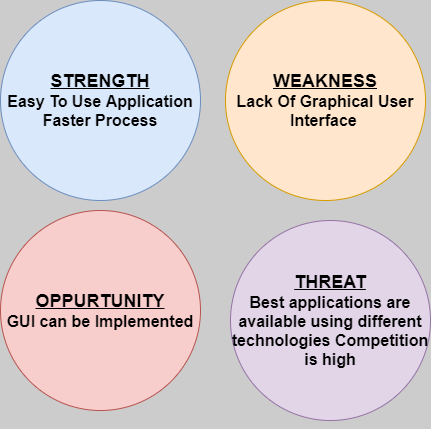 STRENGTH
Easy To Use Application
Faster Process
WEAKNESS
Lack Of Graphical User
Interface
OPPURTUNITY
GUI can be Implemented
THREAT
Best applications are
available using different
technologies Competition
is high